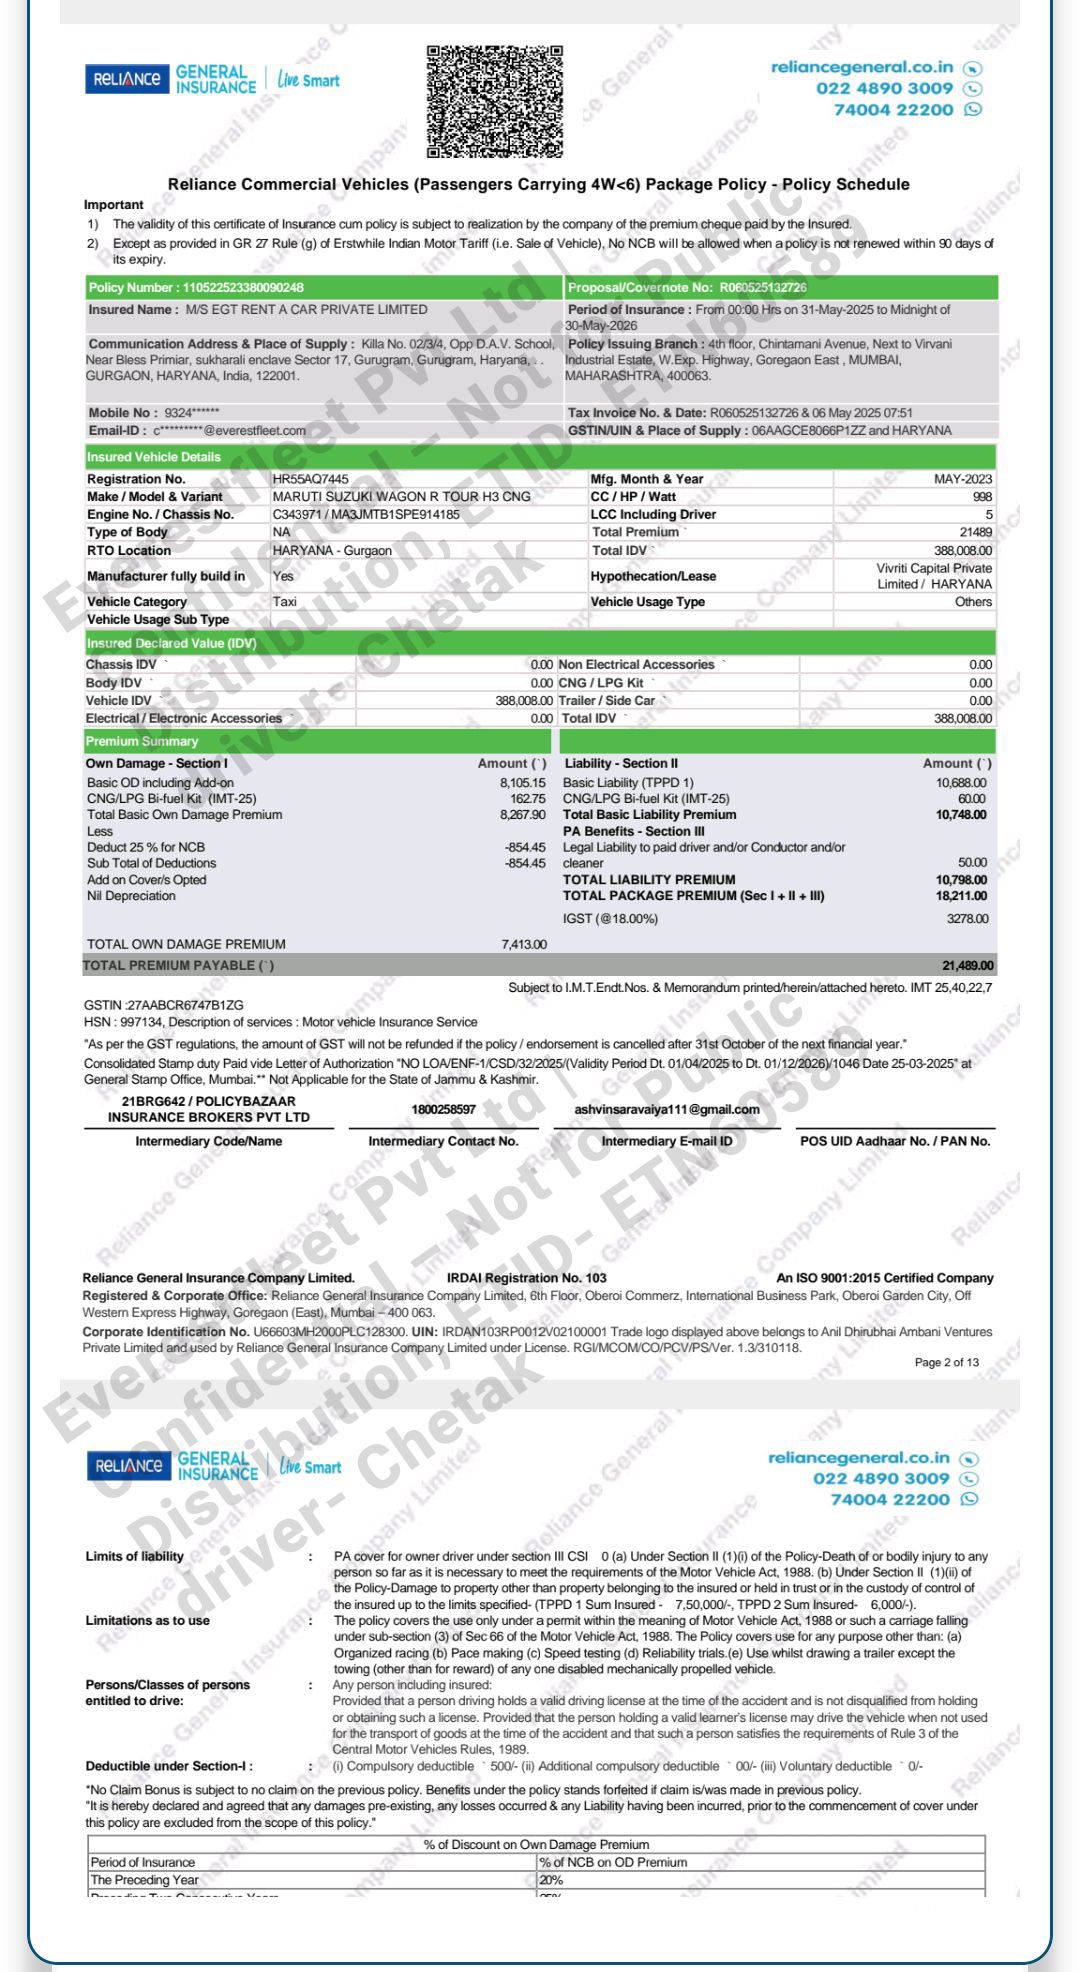 RELIANCE GENERAL INSURANCE Live Smart
reliancegeneral.co.in
022 4890 3009
74004 22200
Reliance Commercial Vehicles (Passengers Carrying 4W<6) Package Policy - Policy Schedule
Important
1) The validity of this certificate of Insurance cum policy is subject to realization by the company of the premium cheque paid by the Insured.
2) Except as provided in GR 27 Rule (g) of Erstwhile Indian Motor Tariff (i.e. Sale of Vehicle), No NCB will be allowed when a policy is not renewed within 90 days of
its expiry.
Policy Number : 110522523380090248 Proposal/Covernote No: R060525132726
Insured Name : M/S EGT RENT A CAR PRIVATE LIMITED Period of Insurance : From 00:00 Hrs on 31-May-2025 to Midnight of
30-May-2026
Communication Address & Place of Supply : Killa No. 02/3/4, Opp D.A.V. School, Policy Issuing Branch : 4th floor, Chintamani Avenue, Next to Virvani
Near Bless Primiar, sukharali enclave Sector 17, Gurugram, Gurugram, Haryana, . . Industrial Estate, W.Exp. Highway, Goregaon East , MUMBAI,
GURGAON, HARYANA, India, 122001. MAHARASHTRA, 400063.
Mobile No : 9324****** Tax Invoice No. & Date: R060525132726 & 06 May 2025 07:51
Email-ID : c*********@everestfleet.com GSTIN/UIN & Place of Supply : 06AAGCE8066P1ZZ and HARYANA
Insured Vehicle Details
Registration No. HR55AQ7445 Mfg. Month & Year MAY-2023
Make / Model & Variant MARUTI SUZUKI WAGON R TOUR H3 CNG CC / HP / Watt 998
Engine No. / Chassis No. C343971 / MA3JMTB1SPE914185 LCC Including Driver 5
Type of Body NA Total Premium ` 21489
RTO Location HARYANA - Gurgaon Total IDV ` 388,008.00
Manufacturer fully build in Yes Hypothecation/Lease Vivriti Capital Private
Limited / HARYANA
Vehicle Category Taxi Vehicle Usage Type Others
Vehicle Usage Sub Type
Insured Declared Value (IDV)
Chassis IDV ` 0.00 Non Electrical Accessories ` 0.00
Body IDV ` 0.00 CNG / LPG Kit ` 0.00
Vehicle IDV ` 388,008.00 Trailer / Side Car ` 0.00
Electrical / Electronic Accessories ` 0.00 Total IDV ` 388,008.00
Premium Summary
Own Damage - Section I Amount (`) Liability - Section II Amount (`)
Basic OD including Add-on 8,105.15 Basic Liability (TPPD 1) 10,688.00
CNG/LPG Bi-fuel Kit (IMT-25) 162.75 CNG/LPG Bi-fuel Kit (IMT-25) 60.00
Total Basic Own Damage Premium 8,267.90 Total Basic Liability Premium 10,748.00
Less PA Benefits - Section III
Deduct 25 % for NCB -854.45 Legal Liability to paid driver and/or Conductor and/or
Sub Total of Deductions -854.45 cleaner 50.00
Add on Cover/s Opted TOTAL LIABILITY PREMIUM 10,798.00
Nil Depreciation TOTAL PACKAGE PREMIUM (Sec I + II + III) 18,211.00
IGST (@18.00%) 3278.00
TOTAL OWN DAMAGE PREMIUM 7,413.00
TOTAL PREMIUM PAYABLE (`) 21,489.00
Subject to I.M.T.Endt.Nos. & Memorandum printed/herein/attached hereto. IMT 25,40,22,7
GSTIN :27AABCR6747B1ZG
HSN : 997134, Description of services : Motor vehicle Insurance Service
"As per the GST regulations, the amount of GST will not be refunded if the policy / endorsement is cancelled after 31st October of the next financial year."
Consolidated Stamp duty Paid vide Letter of Authorization "NO LOA/ENF-1/CSD/32/2025/(Validity Period Dt. 01/04/2025 to Dt. 01/12/2026)/1046 Date 25-03-2025" at
General Stamp Office, Mumbai.** Not Applicable for the State of Jammu & Kashmir.
21BRG642 / POLICYBAZAAR
INSURANCE BROKERS PVT LTD 1800258597 ashvinsaravaiya111@gmail.com
Intermediary Code/Name Intermediary Contact No. Intermediary E-mail ID POS UID Aadhaar No. / PAN No.
Reliance General Insurance Company Limited. IRDAI Registration No. 103 An ISO 9001:2015 Certified Company
Registered & Corporate Office: Reliance General Insurance Company Limited, 6th Floor, Oberoi Commerz, International Business Park, Oberoi Garden City, Off
Western Express Highway, Goregaon (East), Mumbai – 400 063.
Corporate Identification No. U66603MH2000PLC128300. UIN: IRDAN103RP0012V02100001 Trade logo displayed above belongs to Anil Dhirubhai Ambani Ventures
Private Limited and used by Reliance General Insurance Company Limited under License. RGI/MCOM/CO/PCV/PS/Ver. 1.3/310118.
Page 2 of 13
Everestfleet Pvt Ltd |
Confidential – Not for Public
Distribution, ETID- ETN60589
driver- Chetak
RELIANCE GENERAL INSURANCE Live Smart
reliancegeneral.co.in
022 4890 3009
74004 22200
Limits of liability : PA cover for owner driver under section III CSI 0 (a) Under Section II (1)(i) of the Policy-Death of or bodily injury to any
person so far as it is necessary to meet the requirements of the Motor Vehicle Act, 1988. (b) Under Section II (1)(ii) of
the Policy-Damage to property other than property belonging to the insured or held in trust or in the custody of control of
the insured up to the limits specified- (TPPD 1 Sum Insured - 7,50,000/-, TPPD 2 Sum Insured- 6,000/-).
Limitations as to use : The policy covers the use only under a permit within the meaning of Motor Vehicle Act, 1988 or such a carriage falling
under sub-section (3) of Sec 66 of the Motor Vehicle Act, 1988. The Policy covers use for any purpose other than: (a)
Organized racing (b) Pace making (c) Speed testing (d) Reliability trials.(e) Use whilst drawing a trailer except the
towing (other than for reward) of any one disabled mechanically propelled vehicle.
Persons/Classes of persons : Any person including insured:
entitled to drive: Provided that a person driving holds a valid driving license at the time of the accident and is not disqualified from holding
or obtaining such a license. Provided that the person holding a valid learner's license may drive the vehicle when not used
for the transport of goods at the time of the accident and that such a person satisfies the requirements of Rule 3 of the
Central Motor Vehicles Rules, 1989.
Deductible under Section-I : : (i) Compulsory deductible ` 500/- (ii) Additional compulsory deductible ` 00/- (iii) Voluntary deductible ` 0/-
*No Claim Bonus is subject to no claim on the previous policy. Benefits under the policy stands forfeited if claim is/was made in previous policy.
"It is hereby declared and agreed that any damages pre-existing, any losses occurred & any Liability having been incurred, prior to the commencement of cover under
this policy are excluded from the scope of this policy."
% of Discount on Own Damage Premium
Period of Insurance % of NCB on OD Premium
The Preceding Year 20%
Preceding Two Consecutive Years 25%